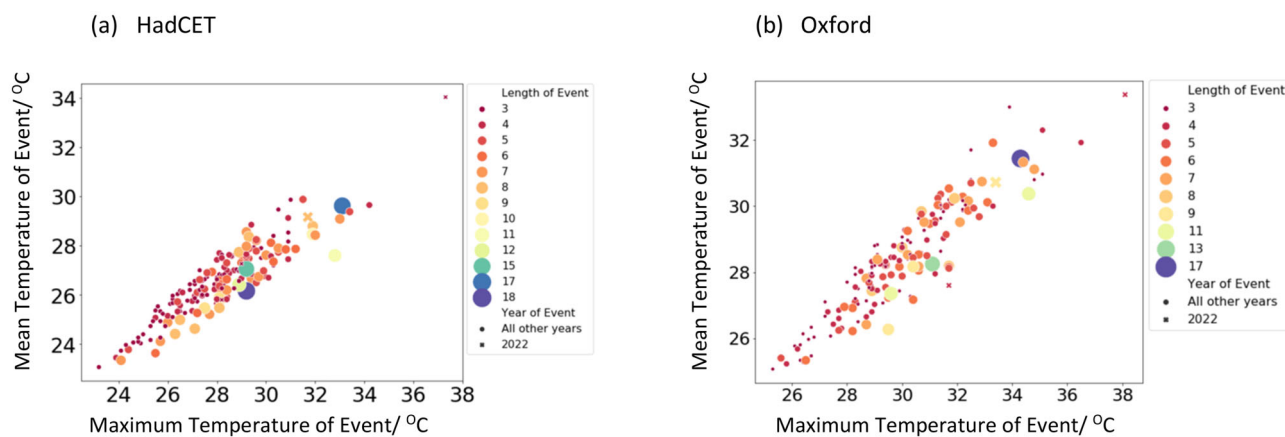 (a) HadCET
Mean Temperature of Event/ ⁰C
34
32
30
28
26
24
24 26 28 30 32 34 36 38
Maximum Temperature of Event/ ⁰C
Length of Event
3
4
5
6
7
8
9
10
11
12
15
17
18
Year of Event
All other years
2022
(b) Oxford
Mean Temperature of Event/ ⁰C
32
30
28
26
26 28 30 32 34 36 38
Maximum Temperature of Event/ ⁰C
Length of Event
3
4
5
6
7
9
11
13
17
Year of Event
All other years
2022